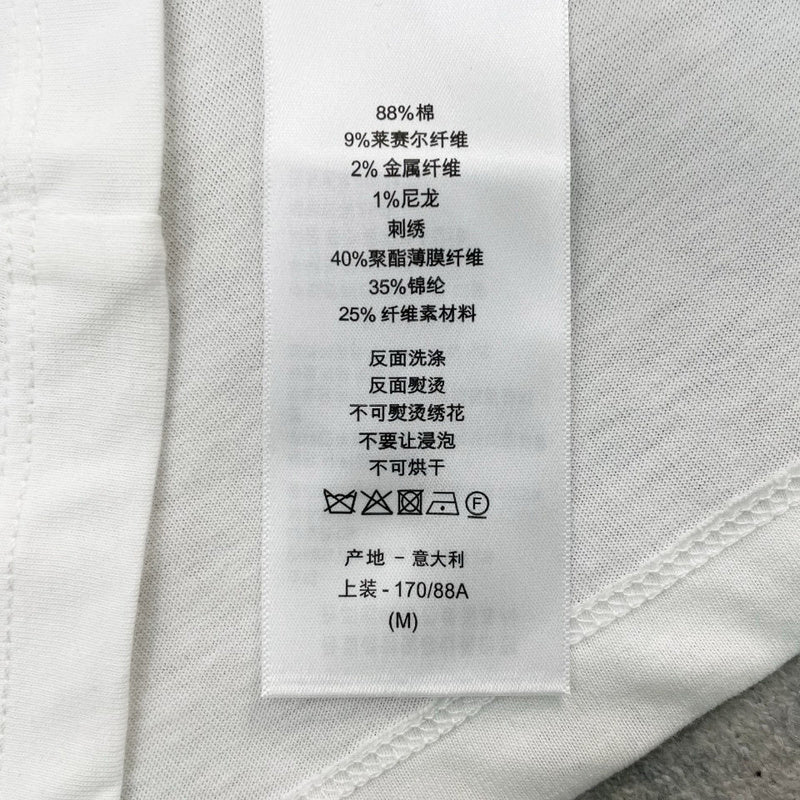 88%棉
9%莱赛尔纤维
2% 金属纤维
1%尼龙
刺绣
40%聚酯薄膜纤维
35%锦纶
25% 纤维素材料
反面洗涤
反面熨烫
不可熨烫绣花
不要让浸泡
不可烘干
F
产地 - 意大利
上装 - 170/88A
(M)